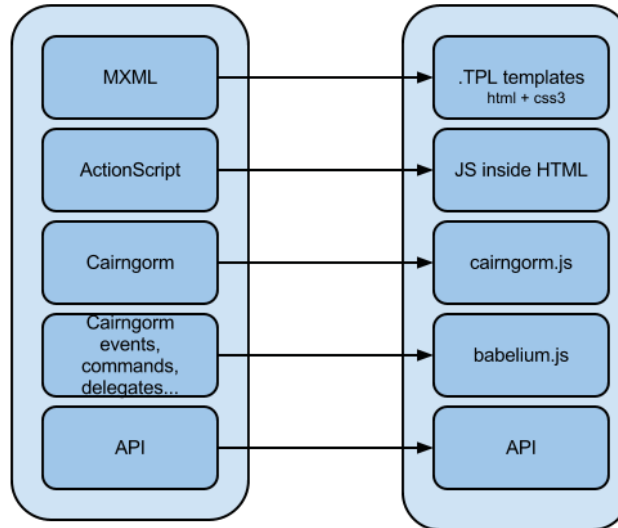 MXML
.TPL templates
html + css3
ActionScript
JS inside HTML
Cairngorm
cairngorm.js
Cairngorm
events,
commands,
delegates...
babelium.js
API
API